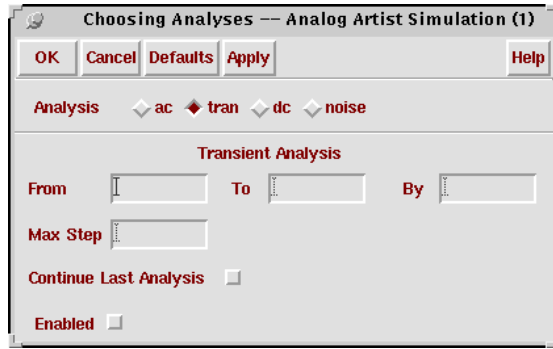 Choosing Analyses -- Analog Artist Simulation (1)
OK Cancel Defaults Apply Help
Analysis ac tran dc noise
Transient Analysis
From To By
Max Step
Continue Last Analysis
Enabled